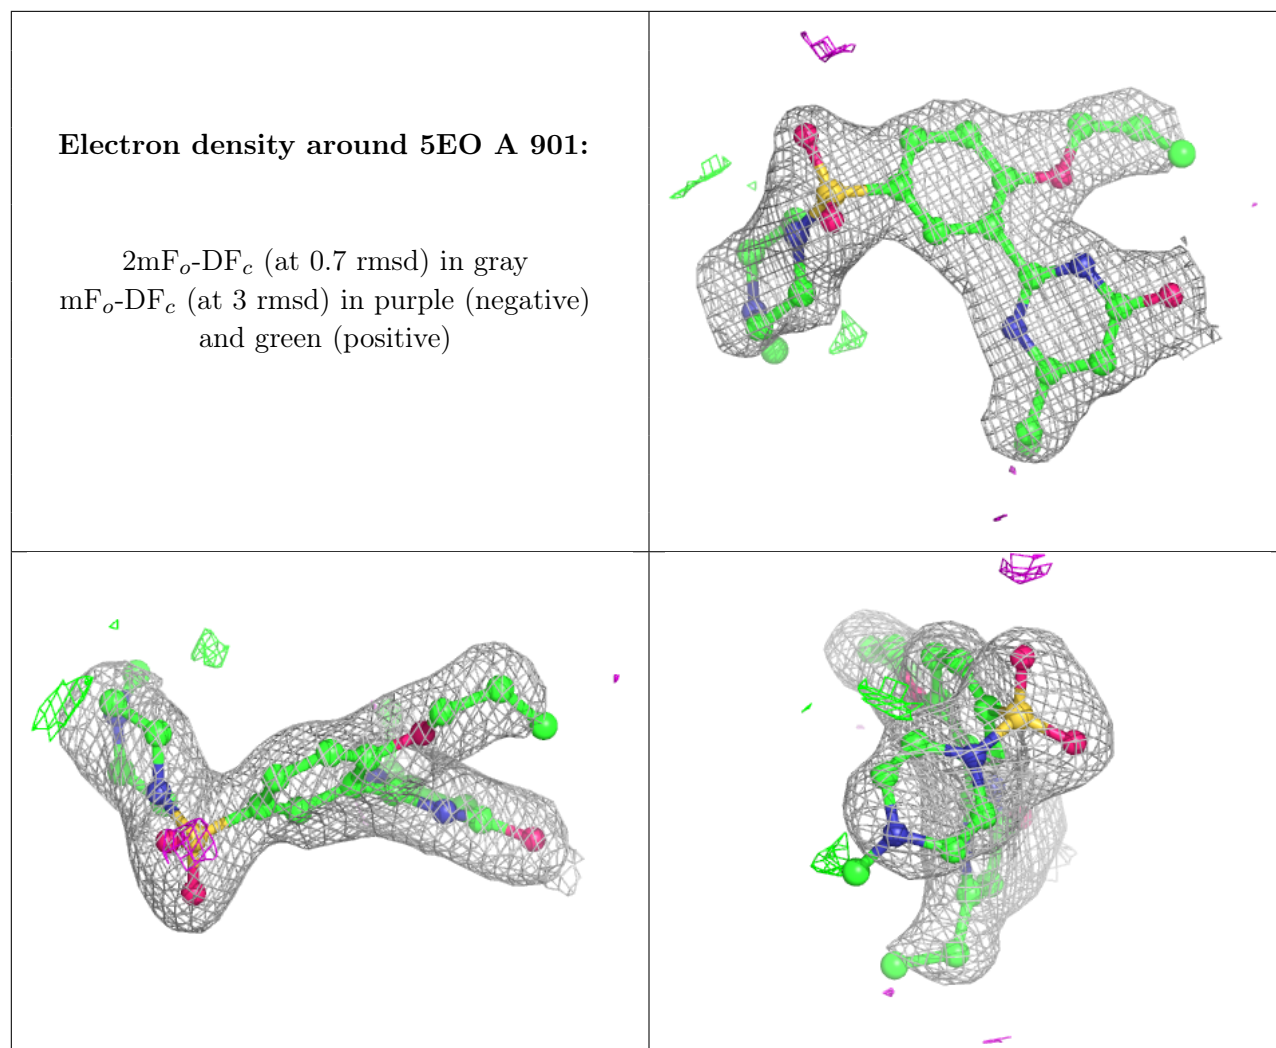 Electron density around 5EO A 901:
2mFo-DFc (at 0.7 rmsd) in gray
mFo-DFc (at 3 rmsd) in purple (negative)
and green (positive)